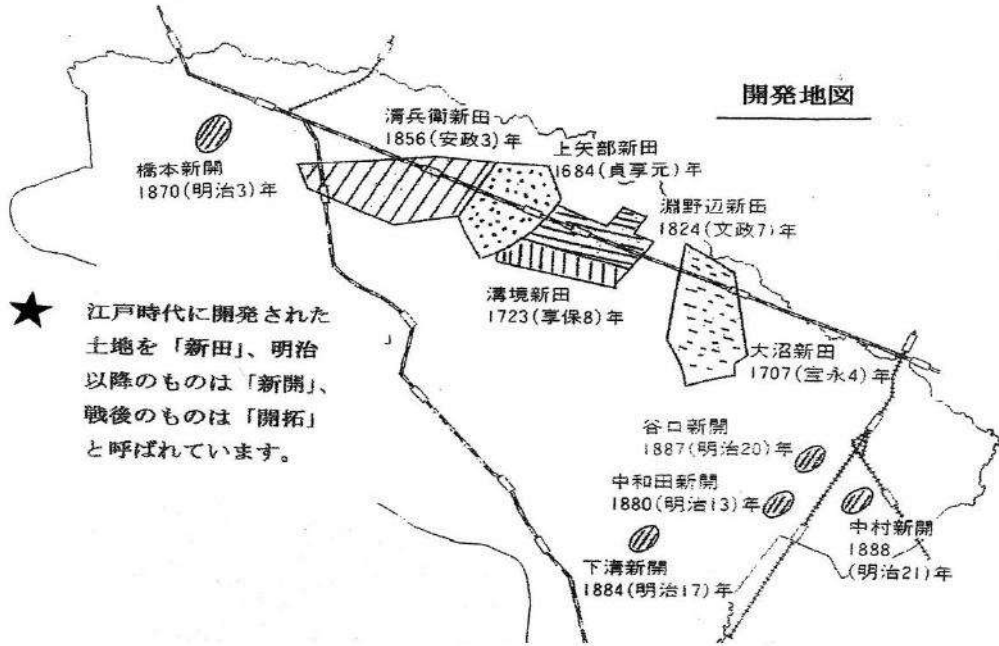 開発地図
清兵衛新田
1856(安政3)年
上矢部新田
1684(貞享元)年
橋本新開
1870(明治3)年
淵野辺新田
1824(文政7)年
溝境新田
1723(享保8)年
大沼新田
1707(宝永4)年
★ 江戸時代に開発された
土地を「新田」、明治
以降のものは「新開」、
戦後のものは「開拓」
と呼ばれています。
谷口新開
1887(明治20)年
中和田新開
1880(明治13)年
中村新開
1888
(明治21)年
下溝新開
1884(明治17)年